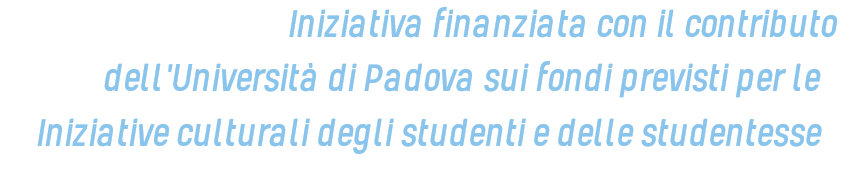 Iniziativa finanziata con il contributo
dell'Università di Padova sui fondi previsti per le
Iniziative culturali degli studenti e delle studentesse